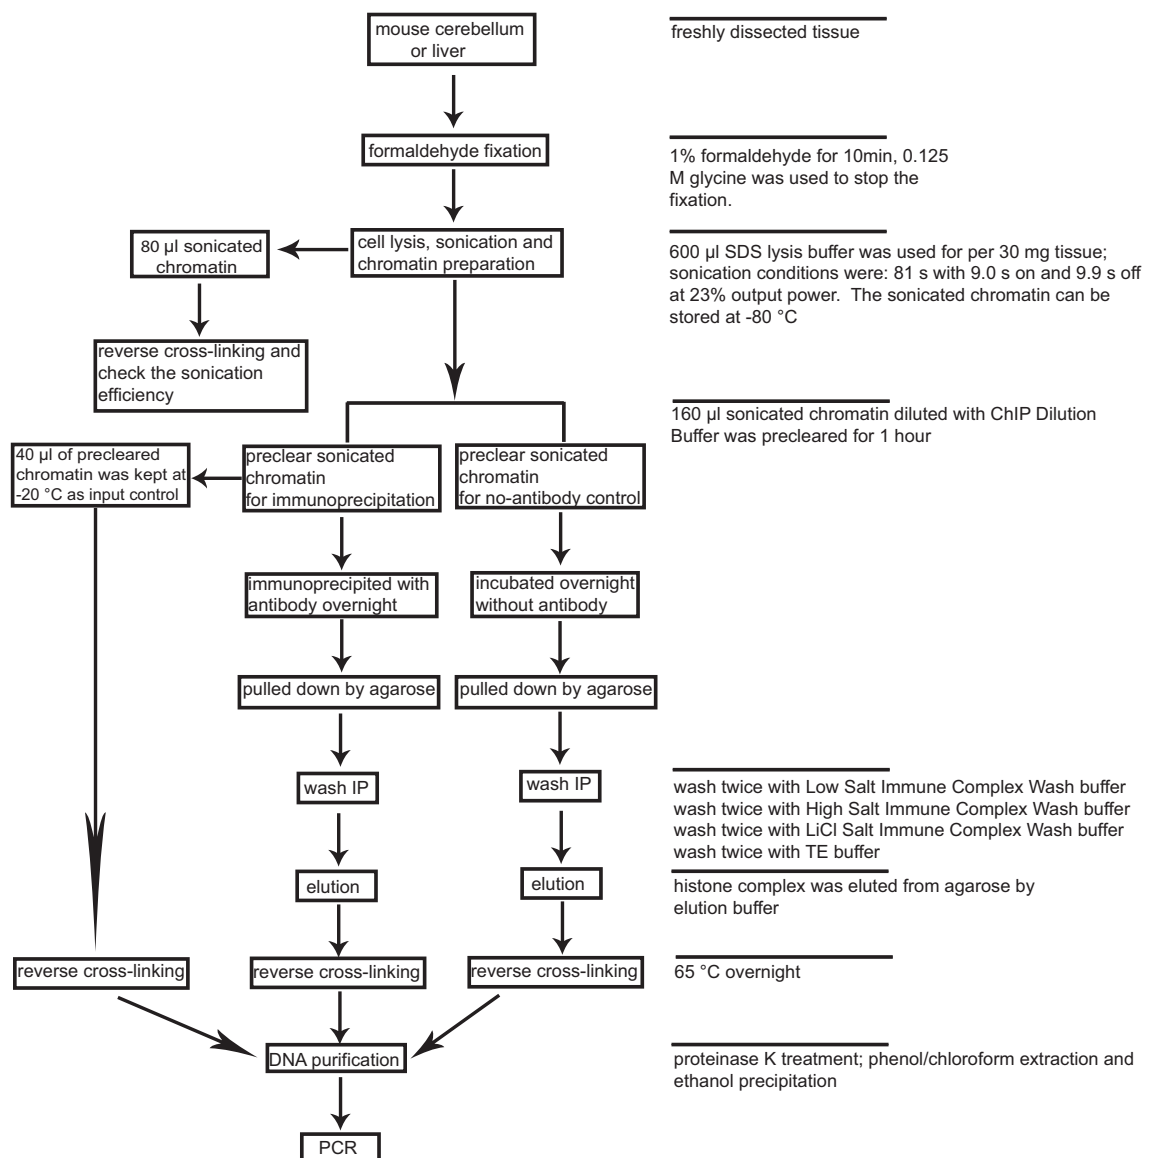 mouse cerebellum
or liver
freshly dissected tissue
formaldehyde fixation
1% formaldehyde for 10min, 0.125
M glycine was used to stop the
fixation.
80 µl sonicated
chromatin
cell lysis, sonication and
chromatin preparation
600 µl SDS lysis buffer was used for per 30 mg tissue;
sonication conditions were: 81 s with 9.0 s on and 9.9 s off
at 23% output power. The sonicated chromatin can be
stored at -80 °C
reverse cross-linking and
check the sonication
efficiency
160 µl sonicated chromatin diluted with ChIP Dilution
Buffer was precleared for 1 hour
40 µl of precleared
chromatin was kept at
-20 °C as input control
preclear sonicated
chromatin
for immunoprecipitation
preclear sonicated
chromatin
for no-antibody control
immunoprecipited with
antibody overnight
incubated overnight
without antibody
pulled down by agarose
pulled down by agarose
wash IP
wash IP
wash twice with Low Salt Immune Complex Wash buffer
wash twice with High Salt Immune Complex Wash buffer
wash twice with LiCl Salt Immune Complex Wash buffer
wash twice with TE buffer
elution
elution
histone complex was eluted from agarose by
elution buffer
reverse cross-linking
reverse cross-linking
reverse cross-linking
65 °C overnight
DNA purification
proteinase K treatment; phenol/chloroform extraction and
ethanol precipitation
PCR